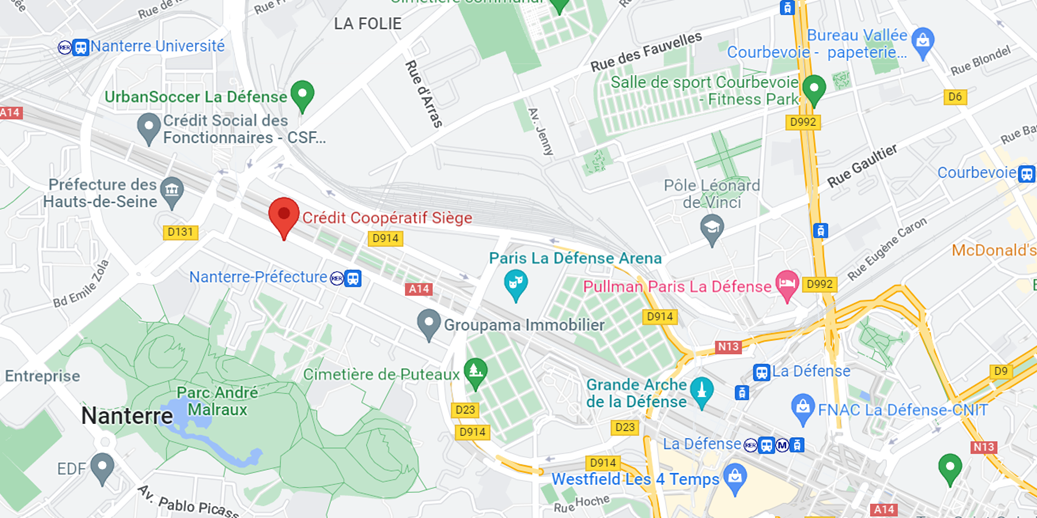 Cimetière communal
LA FOLIE
Nanterre Université
Rue des Fauvelles
Bureau Vallée
Courbevoie - papeterie...
Rue Blondel
Rue d'Arras
UrbanSoccer La Défense
Salle de sport Courbevoie
- Fitness Park
D6
A14
D992
Crédit Social des
Fonctionnaires - CSF...
Av. Jenny
Rue Gaultier
Courbevoie
Préfecture des
Hauts-de-Seine
Pôle Léonard
de Vinci
Crédit Coopératif Siège
D131
D914
Rue Eugène Caron
McDonald's
Paris La Défense Arena
Bd Emile Zola
Nanterre-Préfecture
RER
A14
Pullman Paris La Défense
D992
D914
Groupama Immobilier
N13
Entreprise
Cimetière de Puteaux
La Défense
D9
Parc André
Malraux
Grande Arche
de la Défense
Nanterre
D23
FNAC La Défense-CNIT
D914
D23
La Défense
RER
M
N13
EDF
D914
Westfield Les 4 Temps
Av. Pablo Picass
Rue Hoche
A14